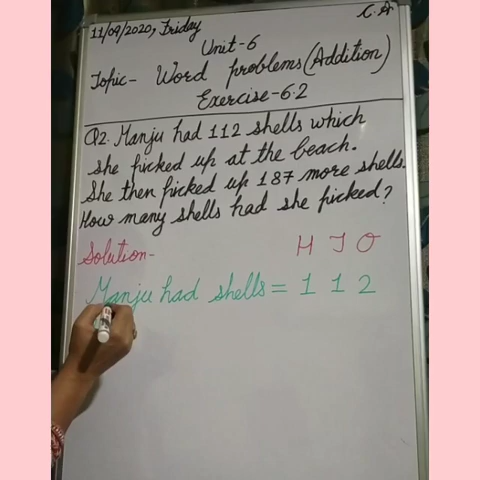 11/09/2020, Friday
C.A
Unit-6
Topic- Word problems (Addition)
Exercise-6.2
Q2. Manju had 112 shells which
she picked up at the beach.
She then picked up 187 more shells.
How many shells had she picked?
Solution-
H T O
Manju had shells = 1 1 2